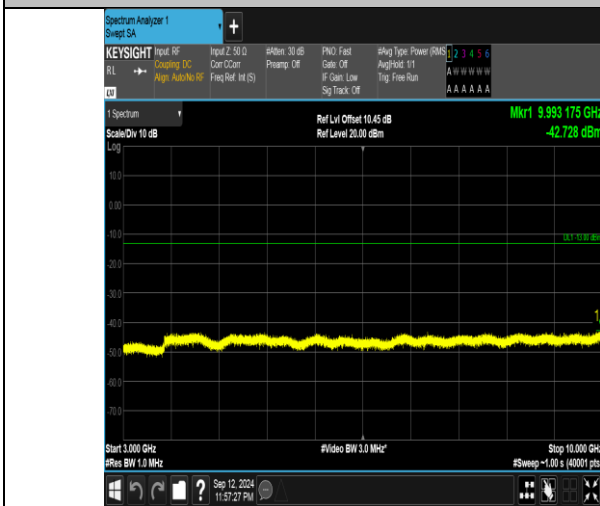 Spectrum Analyzer 1
Swept SA
+
KEYSIGHT
RL
LXI
Input: RF
Coupling: DC
Align: Auto/No RF
Input Z: 50 Ω
Corr CCorr
Freq Ref: Int (S)
#Atten: 30 dB
Preamp: Off
PNO: Fast
Gate: Off
IF Gain: Low
Sig Track: Off
#Avg Type: Power (RMS
Avg|Hold: 1/1
Trig: Free Run
1 2 3 4 5 6
A W W W W W
A A A A A A
1 Spectrum
Scale/Div 10 dB
Log
Ref Lvl Offset 10.45 dB
Ref Level 20.00 dBm
Mkr1 9.993 175 GHz
-42.728 dBm
10.0
0.00
-10.0
DL1 -13.00 dBm
-20.0
-30.0
1
-40.0
-50.0
-60.0
-70.0
Start 3.000 GHz
#Res BW 1.0 MHz
#Video BW 3.0 MHz*
Stop 10.000 GHz
#Sweep ~1.00 s (40001 pts
?
Sep 12, 2024
11:57:27 PM